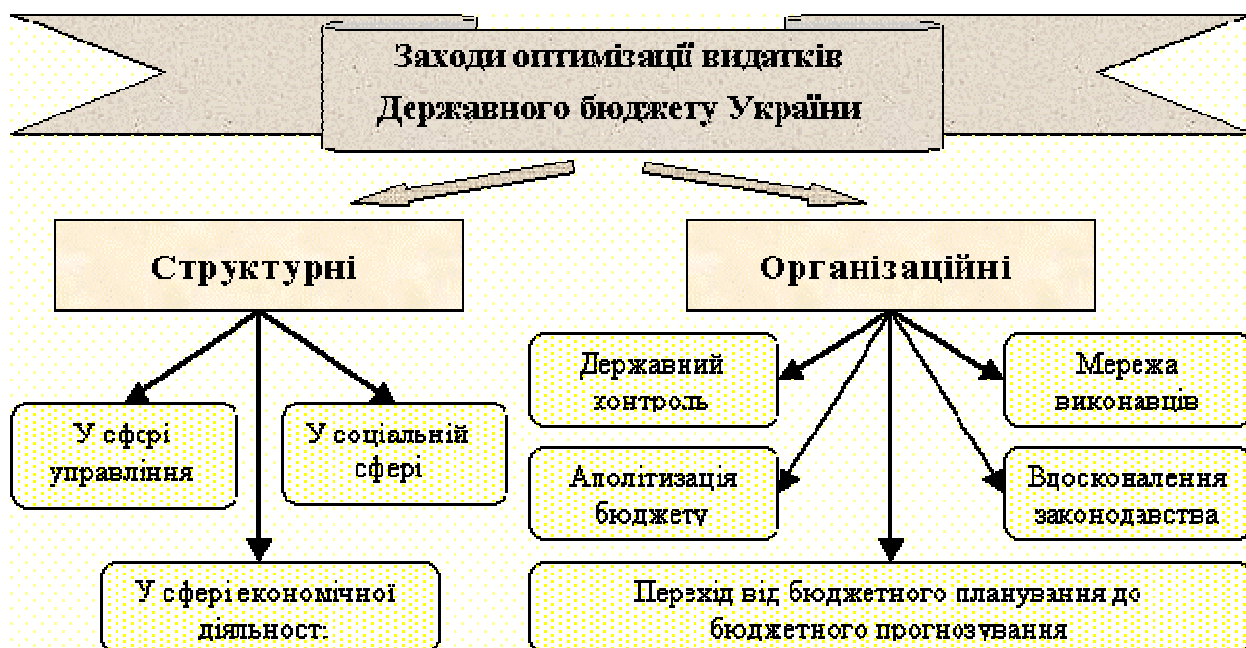 Заходи оптимізації видатків
Державного бюджету України
Структурні
Організаційні
У сфері
управління
У соціальній
сфері
У сфері економічної
діяльності
Державний
контроль
Мережа
виконавців
Аполітизація
бюджету
Вдосконалення
законодавства
Перехід від бюджетного планування до
бюджетного прогнозування